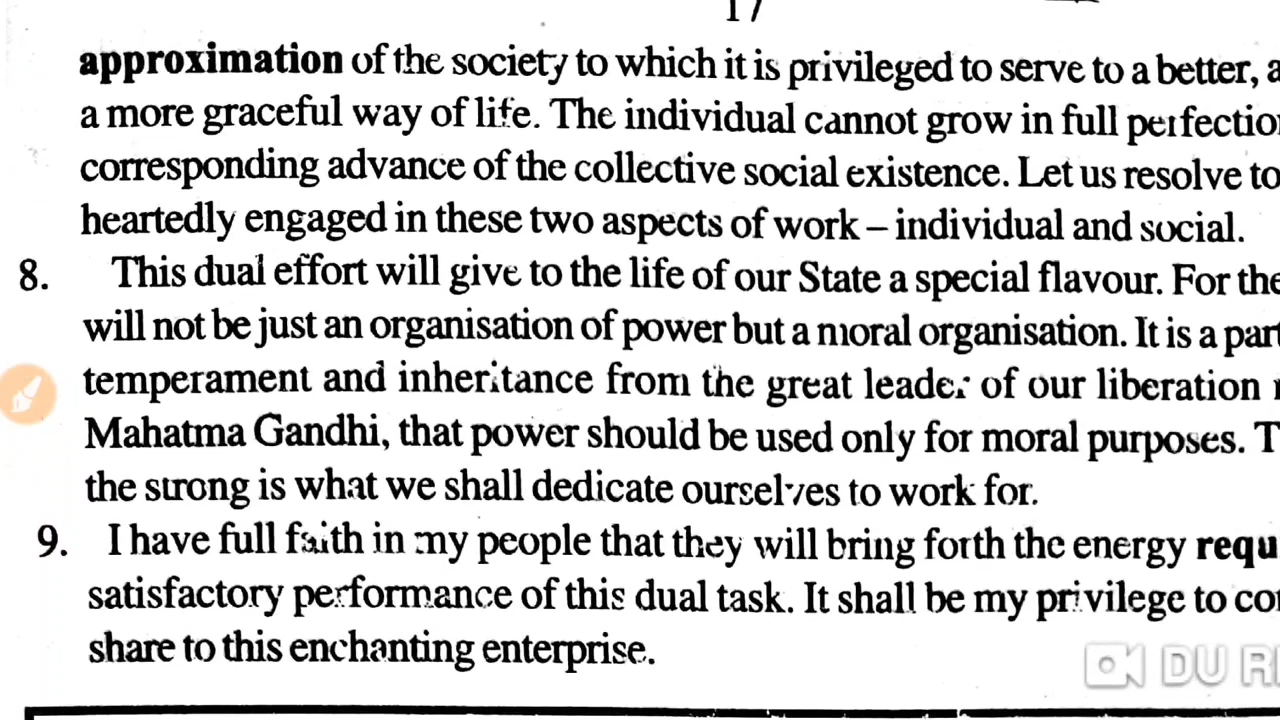 17
approximation of the society to which it is privileged to serve to a better, a
a more graceful way of life. The individual cannot grow in full perfectio
corresponding advance of the collective social existence. Let us resolve to
heartedly engaged in these two aspects of work – individual and social.
8. This dual effort will give to the life of our State a special flavour. For the
will not be just an organisation of power but a moral organisation. It is a par
temperament and inheritance from the great leader of our liberation
Mahatma Gandhi, that power should be used only for moral purposes. T
the strong is what we shall dedicate ourselves to work for.
9. I have full faith in my people that they will bring forth the energy requ
satisfactory performance of this dual task. It shall be my privilege to co
share to this enchanting enterprise.
DU R